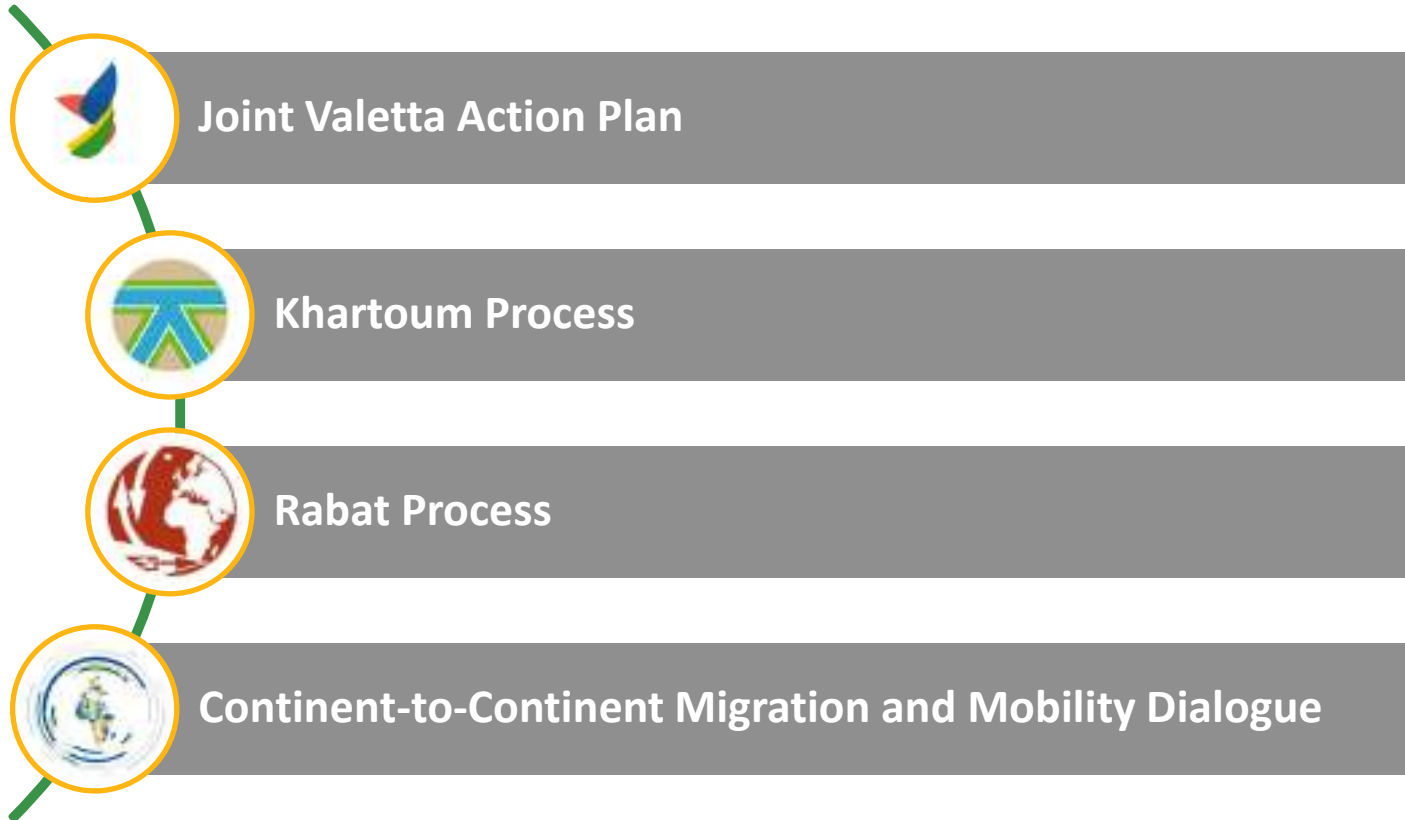 Joint Valetta Action Plan
Khartoum Process
Rabat Process
Continent-to-Continent Migration and Mobility Dialogue